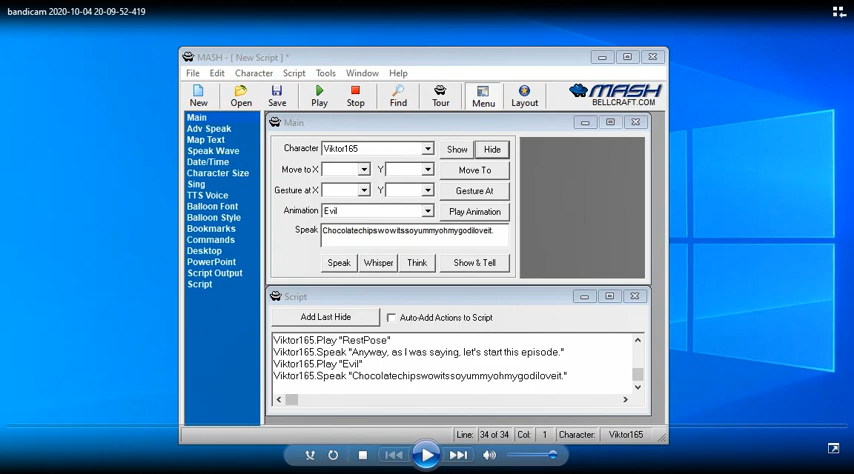 bandicam 2020-10-04 20-09-52-419
MASH - [ New Script ] *
File Edit Character Script Tools Window Help
New Open Save Play Stop Find Tour Menu Layout
MASH
BELLCRAFT.COM
Main
Adv Speak
Map Text
Speak Wave
Date/Time
Character Size
Sing
TTS Voice
Balloon Font
Balloon Style
Bookmarks
Commands
Desktop
PowerPoint
Script Output
Script
Main
Character Viktor165 Show Hide
Move to X Y Move To
Gesture at X Y Gesture At
Animation Evil Play Animation
Speak Chocolatechipswowitssoyummyohmygodiloveit.
Speak Whisper Think Show & Tell
Script
Add Last Hide Auto-Add Actions to Script
Viktor165.Play "RestPose"
Viktor165.Speak "Anyway, as I was saying, let's start this episode."
Viktor165.Play "Evil"
Viktor165.Speak "Chocolatechipswowitssoyummyohmygodiloveit."
Line: 34 of 34 Col: 1 Character: Viktor165